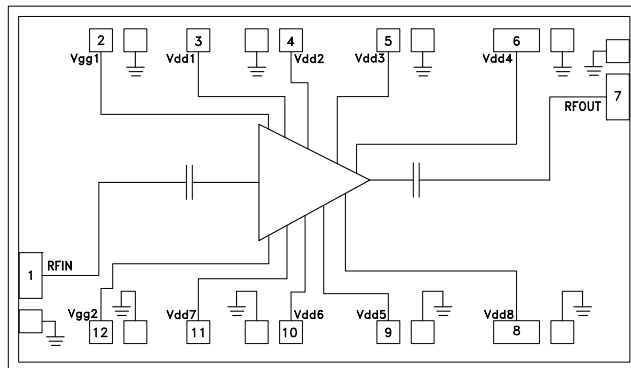 2 3 4 5 6
Vgg1 Vdd1 Vdd2 Vdd3 Vdd4
7
RFOUT
RFIN
1
Vgg2 Vdd7 Vdd6 Vdd5 Vdd8
12 11 10 9 8